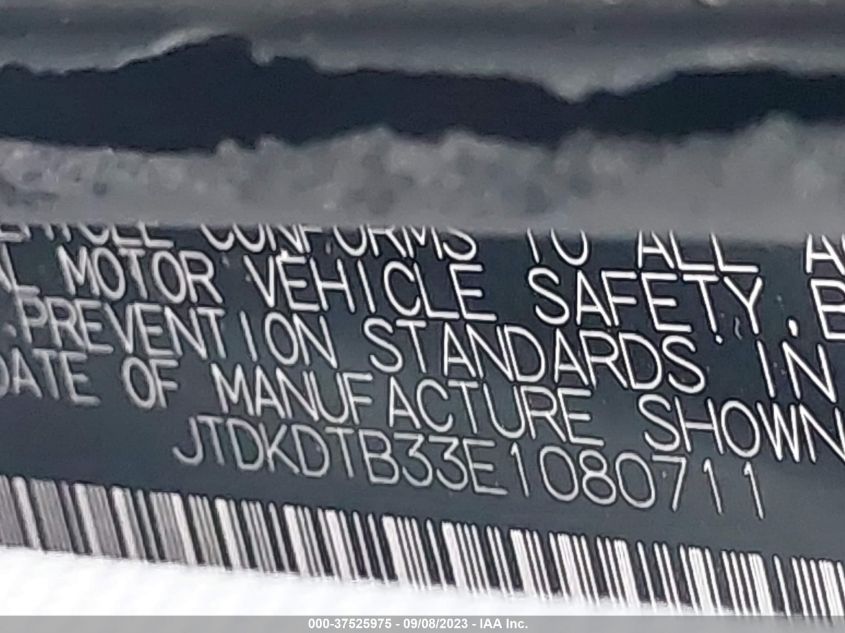 VEHICLE CONFORMS TO ALL
MOTOR VEHICLE SAFETY, B
PREVENTION STANDARDS IN
DATE OF MANUFACTURE SHOWN
JTDKDTB33E1080711
000-37525975 - 09/08/2023 - IAA Inc.